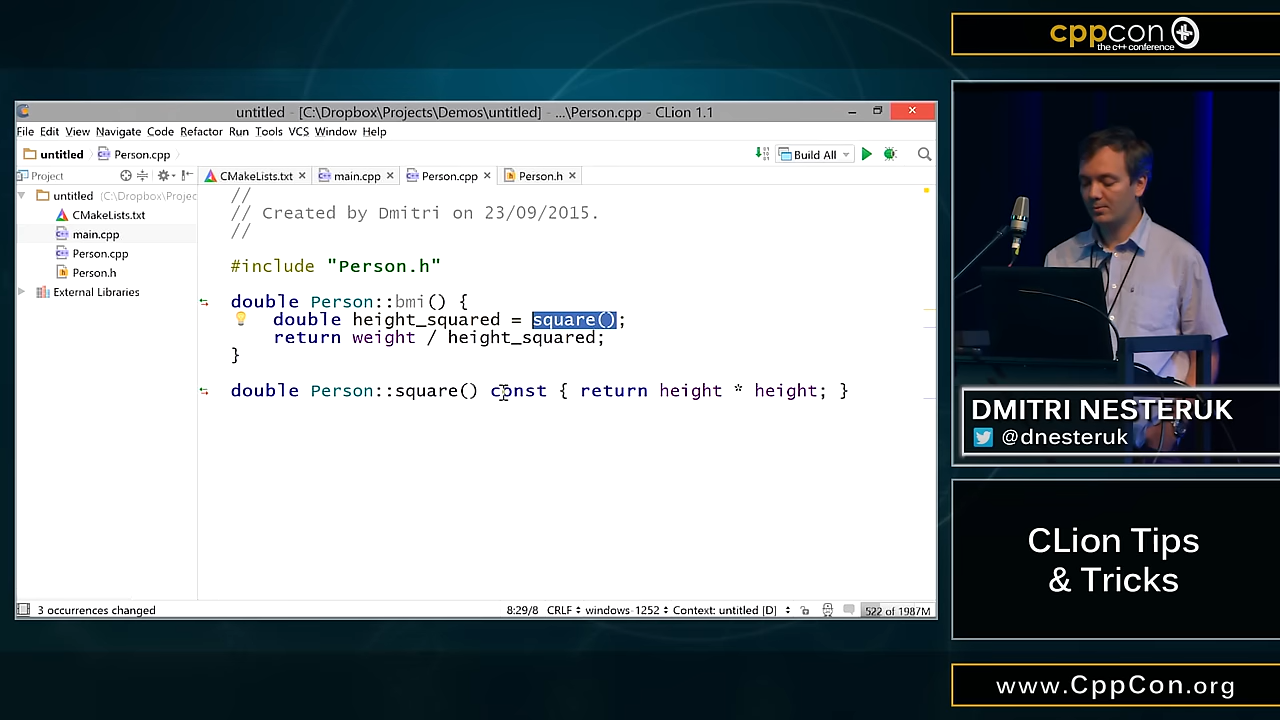 cppcon
the c++ conference
untitled - [C:\Dropbox\Projects\Demos\untitled] - ...\Person.cpp - CLion 1.1
File Edit View Navigate Code Refactor Run Tools VCS Window Help
untitled Person.cpp
Build All
Project
CMakeLists.txt main.cpp Person.cpp Person.h
untitled (C:\Dropbox\Projec
CMakeLists.txt
main.cpp
Person.cpp
Person.h
External Libraries
//
// Created by Dmitri on 23/09/2015.
//
#include "Person.h"
double Person::bmi() {
double height_squared = square();
return weight / height_squared;
}
double Person::square() const { return height * height; }
3 occurrences changed
8:29/8 CRLF windows-1252 Context: untitled [D] 522 of 1987M
DMITRI NESTERUK
@dnesteruk
CLion Tips
& Tricks
www.CppCon.org